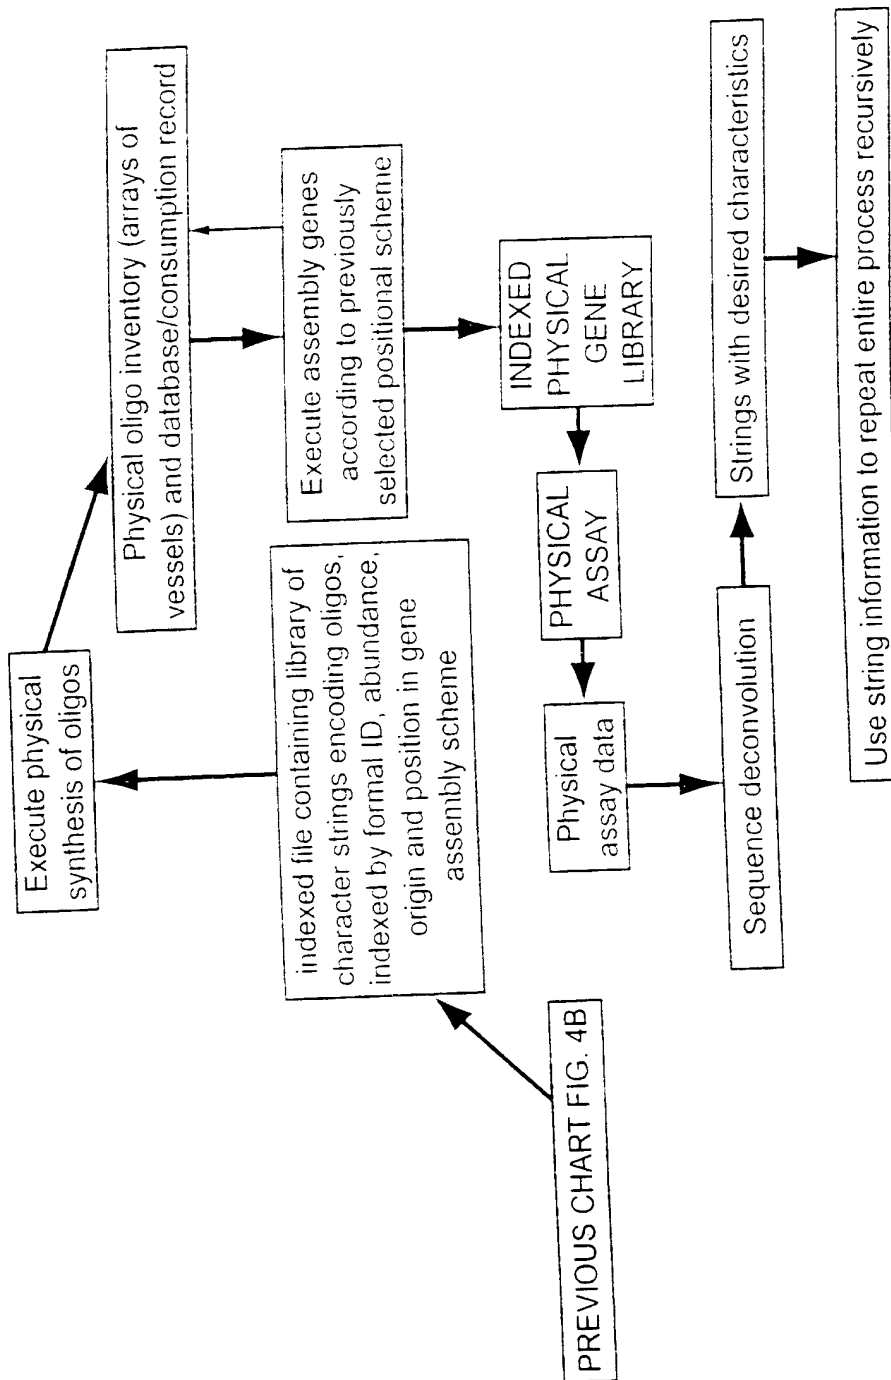 PREVIOUS CHART FIG. 4B
indexed file containing library of
character strings encoding oligos,
indexed by formal ID, abundance,
origin and position in gene
assembly scheme
Execute physical
synthesis of oligos
Physical oligo inventory (arrays of
vessels) and database/consumption record
Execute assembly genes
according to previously
selected positional scheme
INDEXED
PHYSICAL
GENE
LIBRARY
PHYSICAL
ASSAY
Physical
assay data
Sequence deconvolution
Strings with desired characteristics
Use string information to repeat entire process recursively